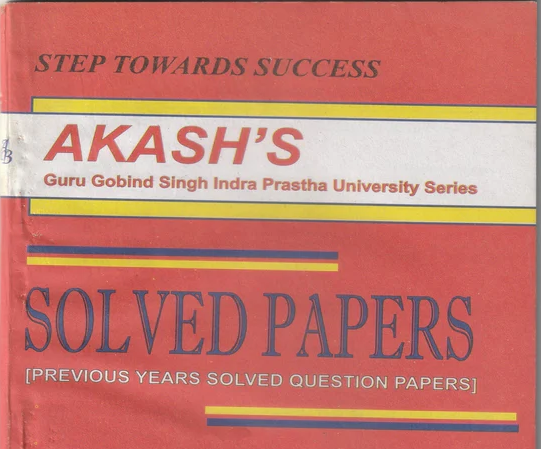 STEP TOWARDS SUCCESS
AKASH'S
Guru Gobind Singh Indra Prastha University Series
SOLVED PAPERS
[PREVIOUS YEARS SOLVED QUESTION PAPERS]